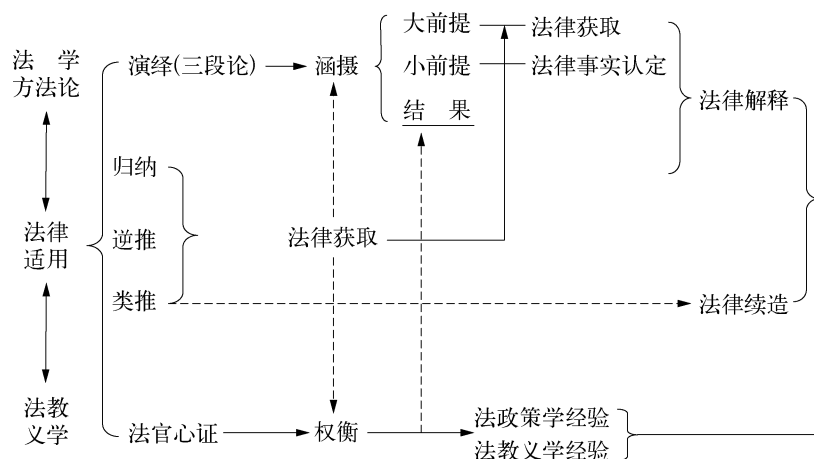 大前提
法律获取
法 学
方法论
演绎(三段论)
涵摄
小前提
法律事实认定
结 果
法律解释
归纳
法律
适用
逆推
法律获取
类推
法律续造
法教
义学
法官心证
权衡
法政策学经验
法教义学经验